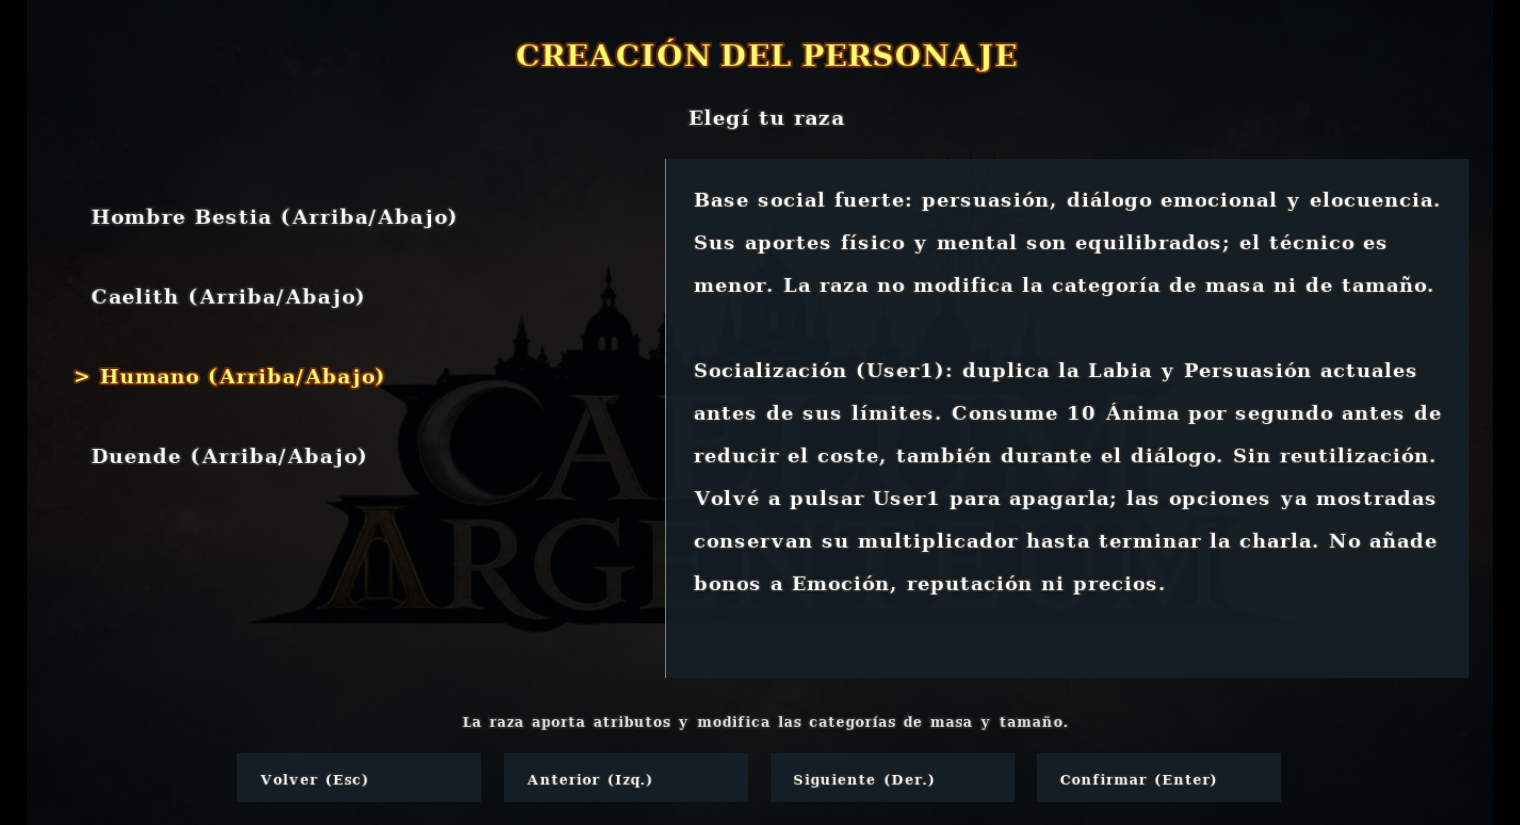 CREACIÓN DEL PERSONAJE
Elegí tu raza
Hombre Bestia (Arriba/Abajo)
Caelith (Arriba/Abajo)
> Humano (Arriba/Abajo)
Duende (Arriba/Abajo)
Base social fuerte: persuasión, diálogo emocional y elocuencia.
Sus aportes físico y mental son equilibrados; el técnico es
menor. La raza no modifica la categoría de masa ni de tamaño.
Socialización (User1): duplica la Labia y Persuasión actuales
antes de sus límites. Consume 10 Ánima por segundo antes de
reducir el coste, también durante el diálogo. Sin reutilización.
Volvé a pulsar User1 para apagarla; las opciones ya mostradas
conservan su multiplicador hasta terminar la charla. No añade
bonos a Emoción, reputación ni precios.
CAELUM
ARGENTEUM
La raza aporta atributos y modifica las categorías de masa y tamaño.
Volver (Esc)
Anterior (Izq.)
Siguiente (Der.)
Confirmar (Enter)